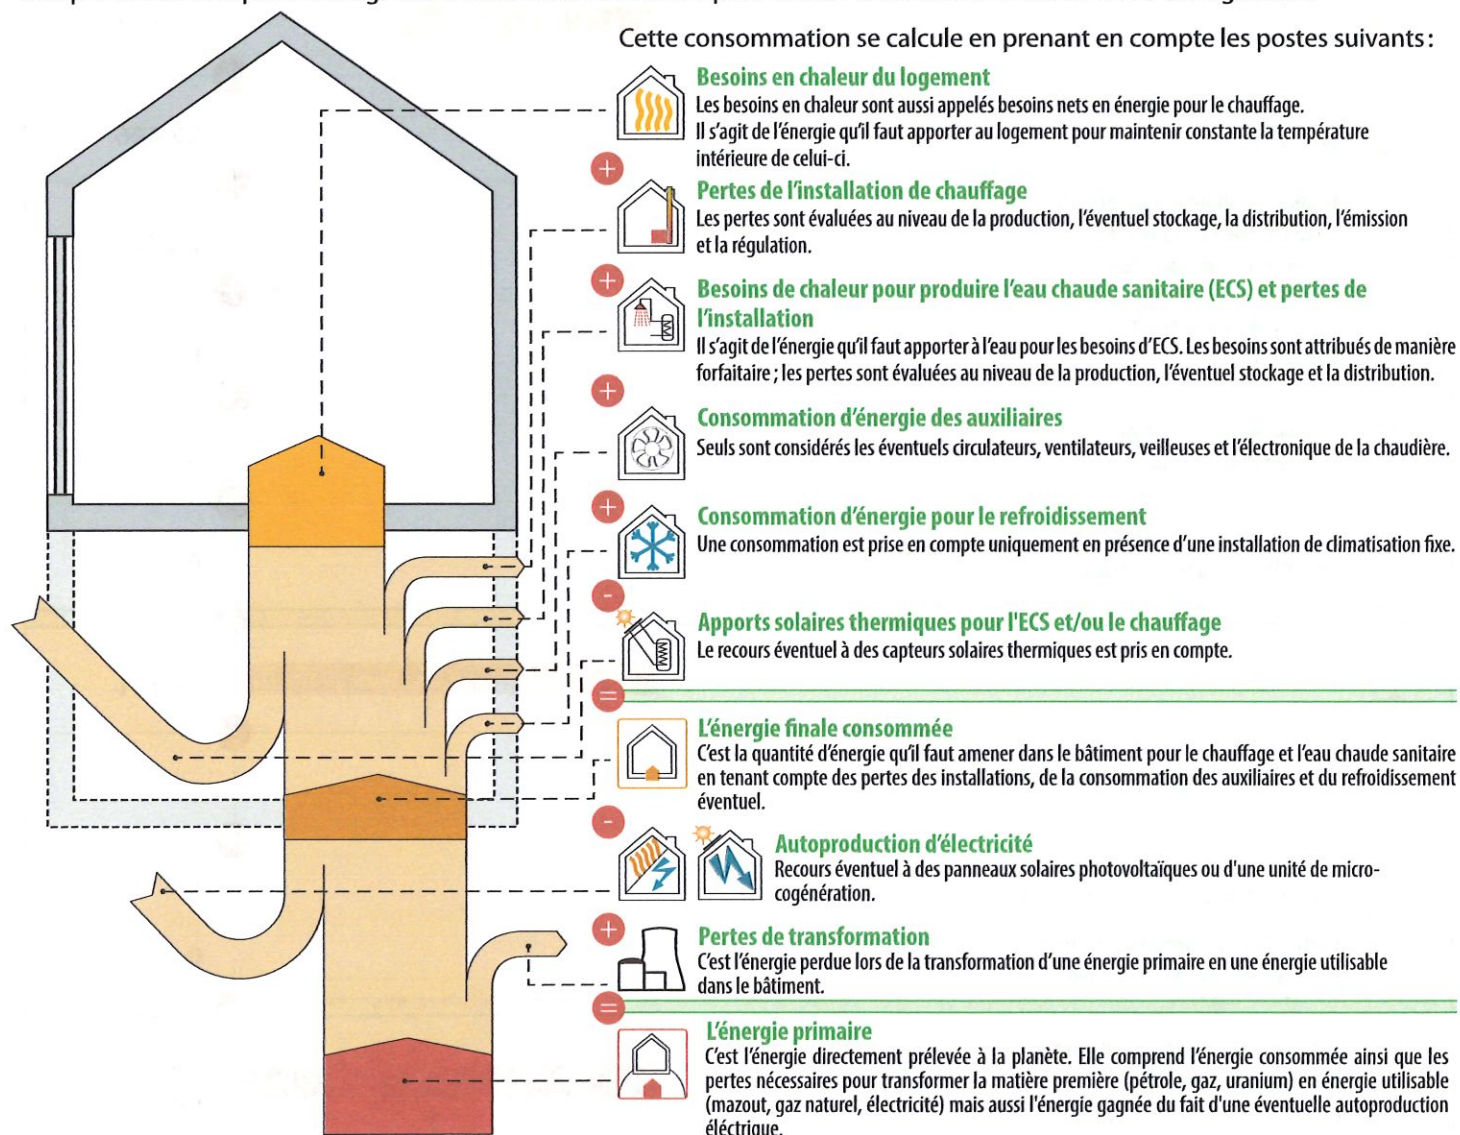 Cette consommation se calcule en prenant en compte les postes suivants :
Besoins en chaleur du logement
Les besoins en chaleur sont aussi appelés besoins nets en énergie pour le chauffage.
Il s'agit de l'énergie qu'il faut apporter au logement pour maintenir constante la température
intérieure de celui-ci.
+
Pertes de l'installation de chauffage
Les pertes sont évaluées au niveau de la production, l'éventuel stockage, la distribution, l'émission
et la régulation.
+
Besoins de chaleur pour produire l'eau chaude sanitaire (ECS) et pertes de
l'installation
Il s'agit de l'énergie qu'il faut apporter à l'eau pour les besoins d'ECS. Les besoins sont attribués de manière
forfaitaire ; les pertes sont évaluées au niveau de la production, l'éventuel stockage et la distribution.
+
Consommation d'énergie des auxiliaires
Seuls sont considérés les éventuels circulateurs, ventilateurs, veilleuses et l'électronique de la chaudière.
+
Consommation d'énergie pour le refroidissement
Une consommation est prise en compte uniquement en présence d'une installation de climatisation fixe.
-
Apports solaires thermiques pour l'ECS et/ou le chauffage
Le recours éventuel à des capteurs solaires thermiques est pris en compte.
=
L'énergie finale consommée
C'est la quantité d'énergie qu'il faut amener dans le bâtiment pour le chauffage et l'eau chaude sanitaire
en tenant compte des pertes des installations, de la consommation des auxiliaires et du refroidissement
éventuel.
-
Autoproduction d'électricité
Recours éventuel à des panneaux solaires photovoltaïques ou d'une unité de micro-
cogénération.
+
Pertes de transformation
C'est l'énergie perdue lors de la transformation d'une énergie primaire en une énergie utilisable
dans le bâtiment.
=
L'énergie primaire
C'est l'énergie directement prélevée à la planète. Elle comprend l'énergie consommée ainsi que les
pertes nécessaires pour transformer la matière première (pétrole, gaz, uranium) en énergie utilisable
(mazout, gaz naturel, électricité) mais aussi l'énergie gagnée du fait d'une éventuelle autoproduction
éléctrique.